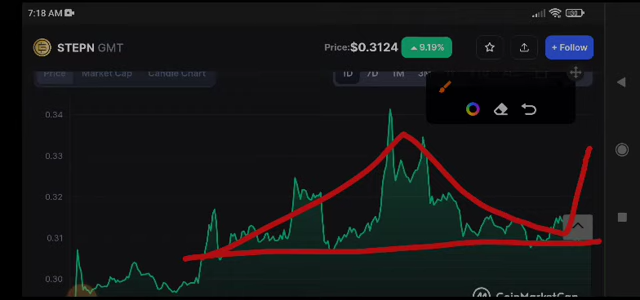 7:18 AM
STEPN GMT
Price:$0.3124
9.19%
+ Follow
Price
Market Cap
Candle Chart
1D
7D
1M
3M
0.34
0.33
0.32
0.31
0.30
CoinMarketCap